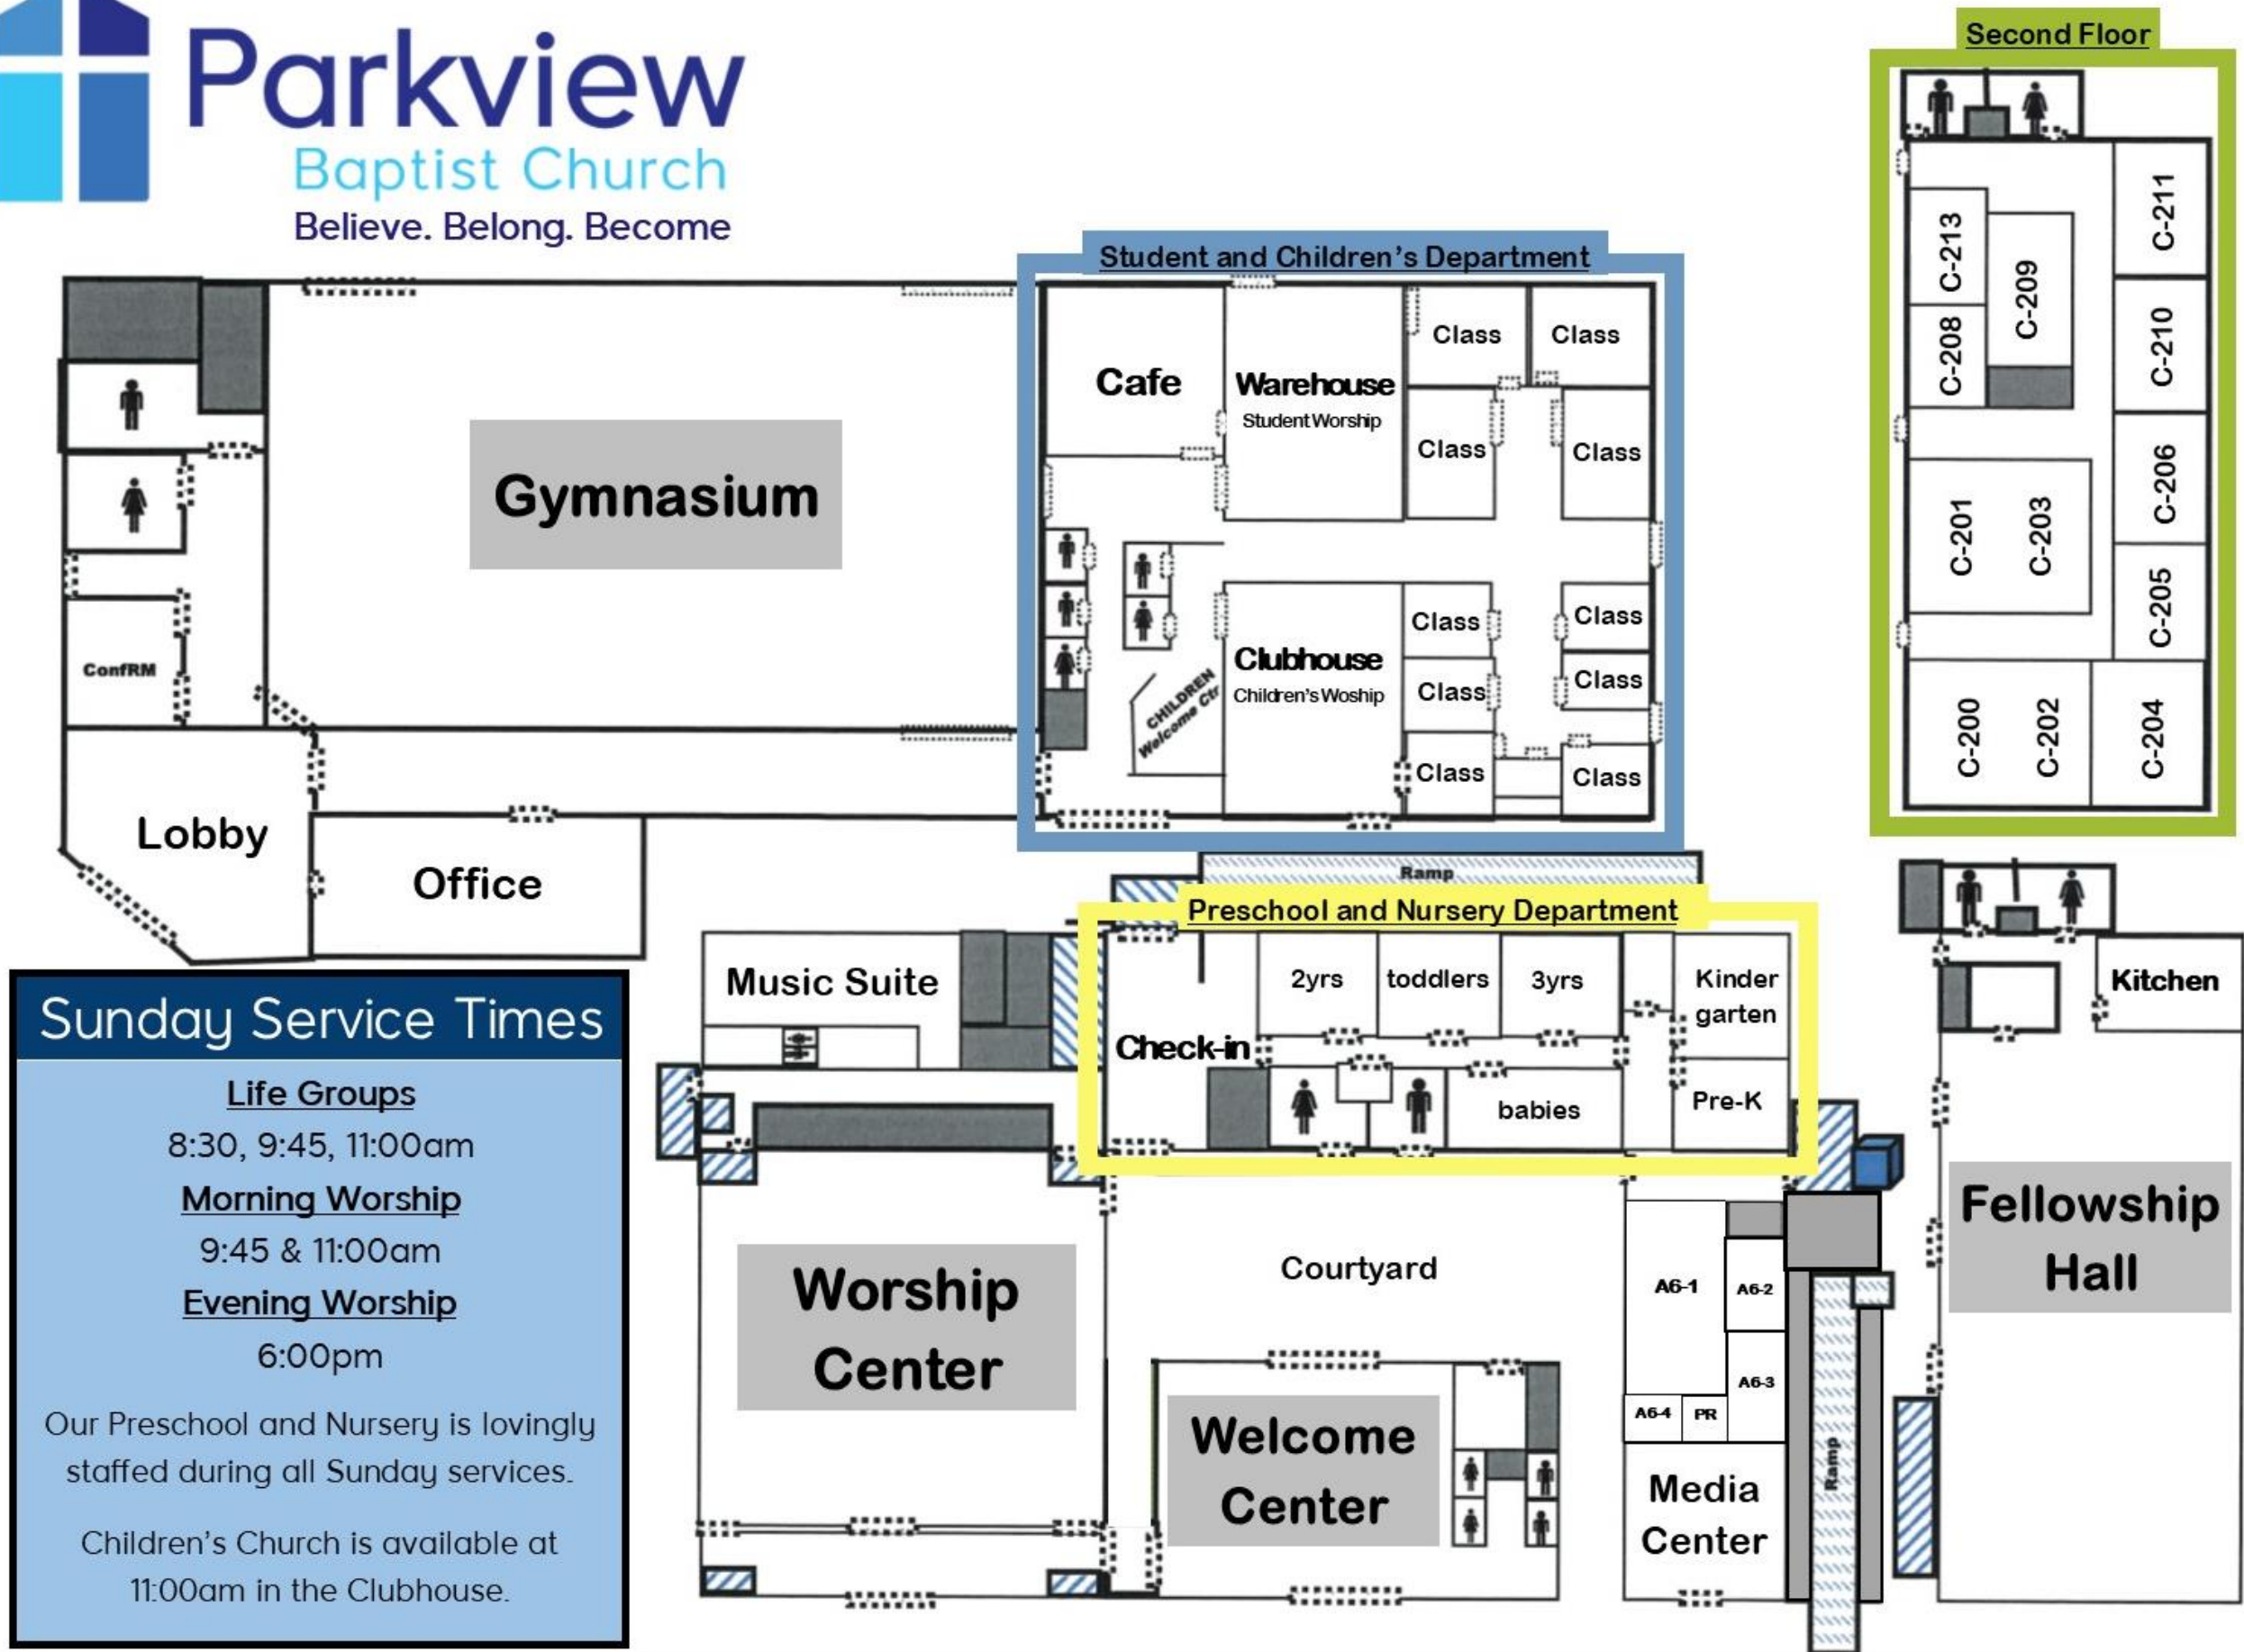 Parkview
Baptist Church
Believe. Belong. Become
Second Floor
C-213
C-208
C-209
C-211
C-210
C-206
C-205
C-201
C-203
C-200
C-202
C-204
Student and Children's Department
Cafe
Warehouse
Student Worship
Class
Class
Class
Class
Clubhouse
Children's Woship
CHILDREN
Welcome Ctr
Class
Class
Class
Class
Class
Class
Gymnasium
ConfRM
Lobby
Office
Ramp
Preschool and Nursery Department
Check-in
2yrs
toddlers
3yrs
Kinder
garten
babies
Pre-K
Music Suite
Kitchen
Fellowship
Hall
Worship
Center
Courtyard
Welcome
Center
A6-1
A6-2
A6-3
A6-4
PR
Media
Center
Ramp
Sunday Service Times
Life Groups
8:30, 9:45, 11:00am
Morning Worship
9:45 & 11:00am
Evening Worship
6:00pm
Our Preschool and Nursery is lovingly
staffed during all Sunday services.
Children's Church is available at
11:00am in the Clubhouse.